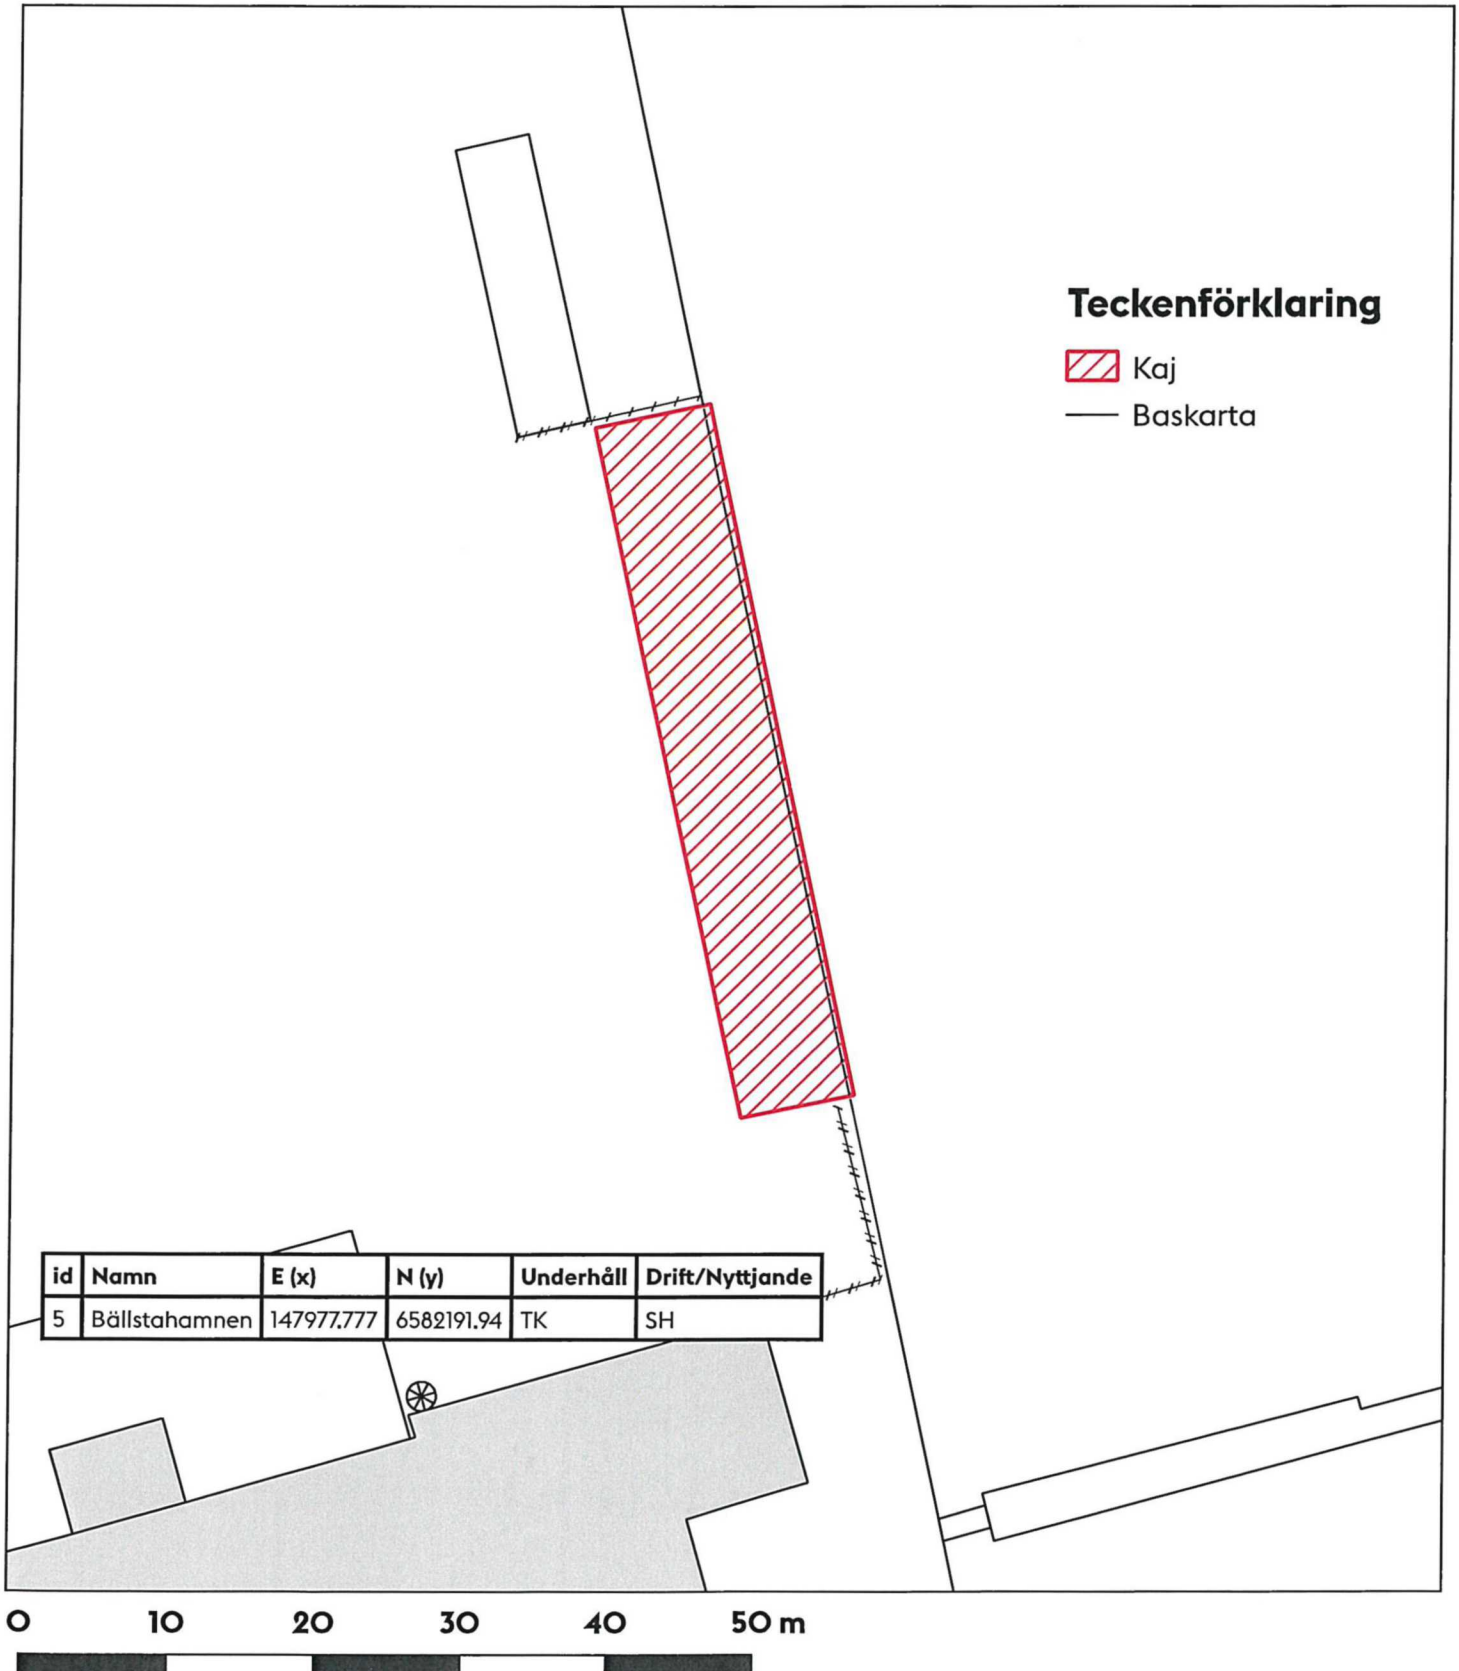 Teckenförklaring
Kaj
Baskarta
id Namn E (x) N (y) Underhåll Drift/Nyttjande
5 Bällstahamnen 147977.777 6582191.94 TK SH
0 10 20 30 40 50 m